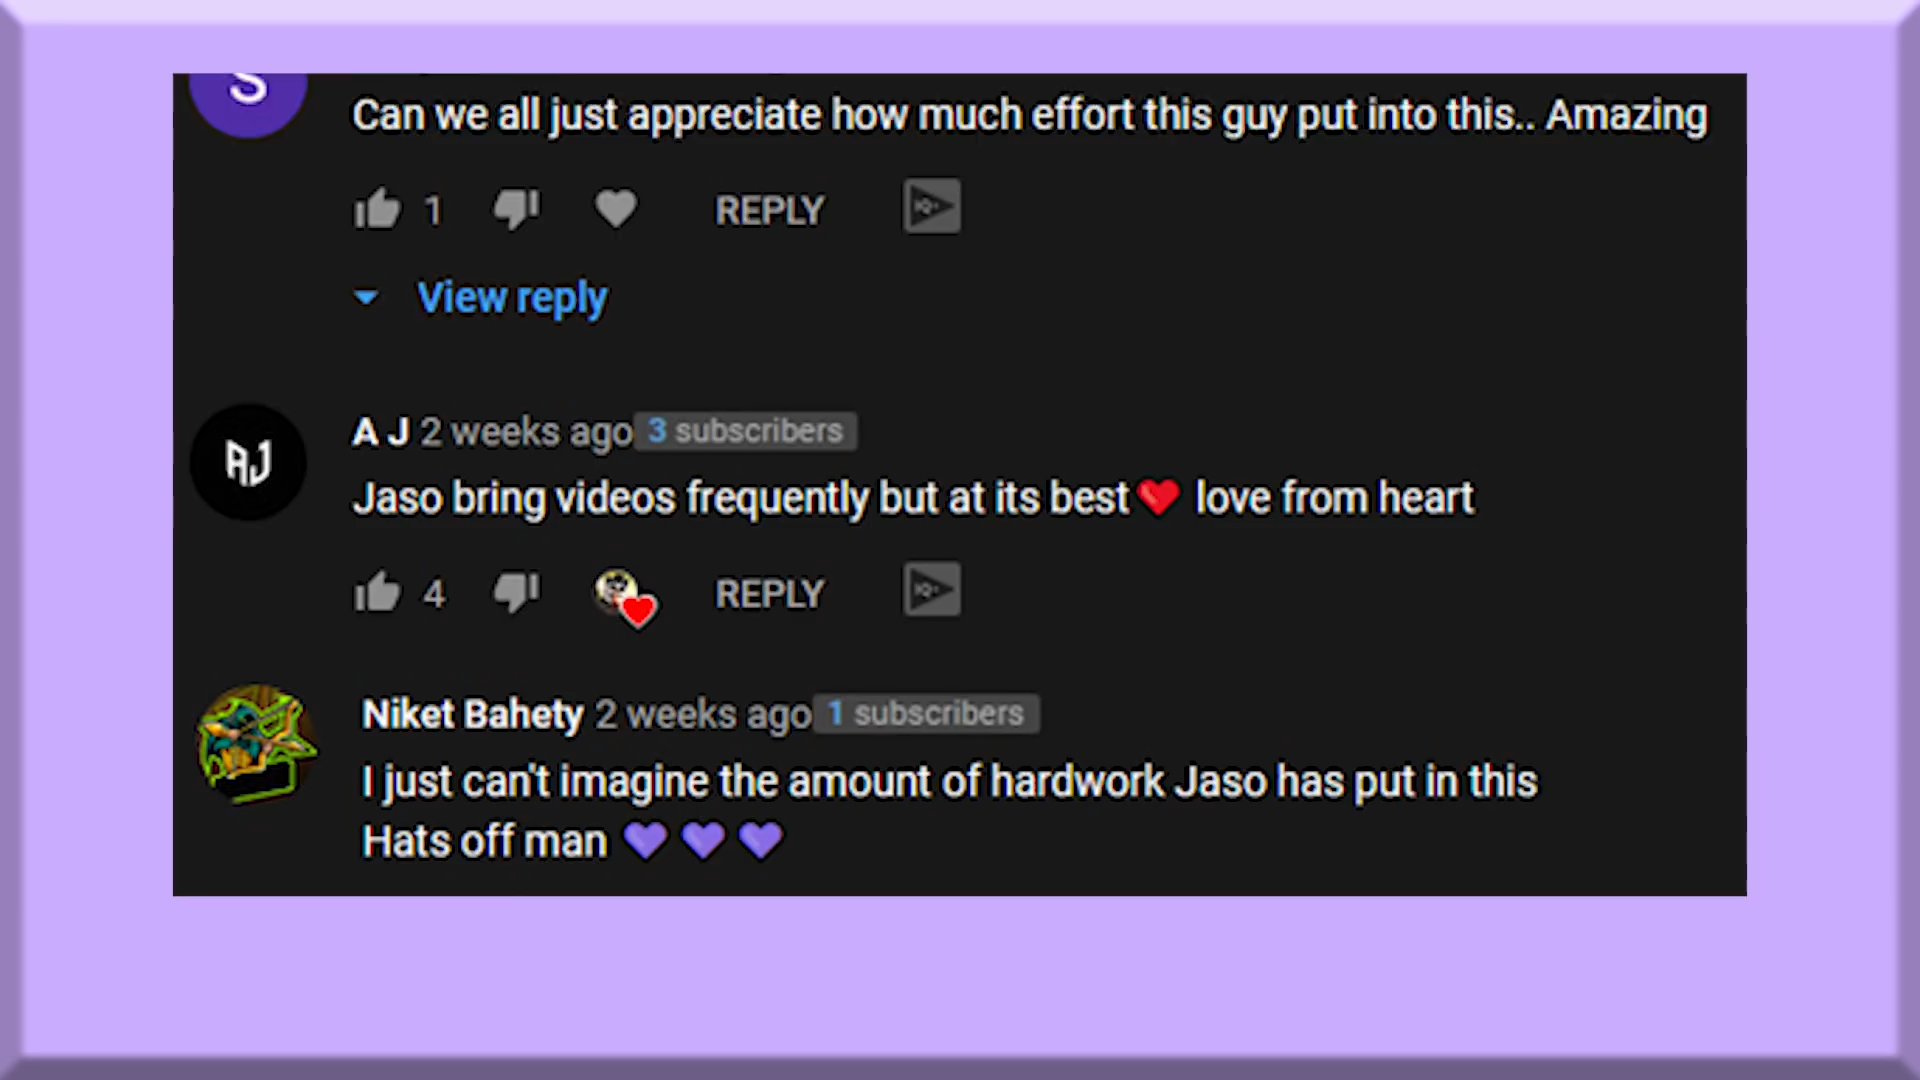 S
Can we all just appreciate how much effort this guy put into this.. Amazing
1 REPLY IQ
View reply
AJ
A J 2 weeks ago 3 subscribers
Jaso bring videos frequently but at its best❤ love from heart
4 REPLY IQ
Niket Bahety 2 weeks ago 1 subscribers
I just can't imagine the amount of hardwork Jaso has put in this
Hats off man 💜 💜 💜